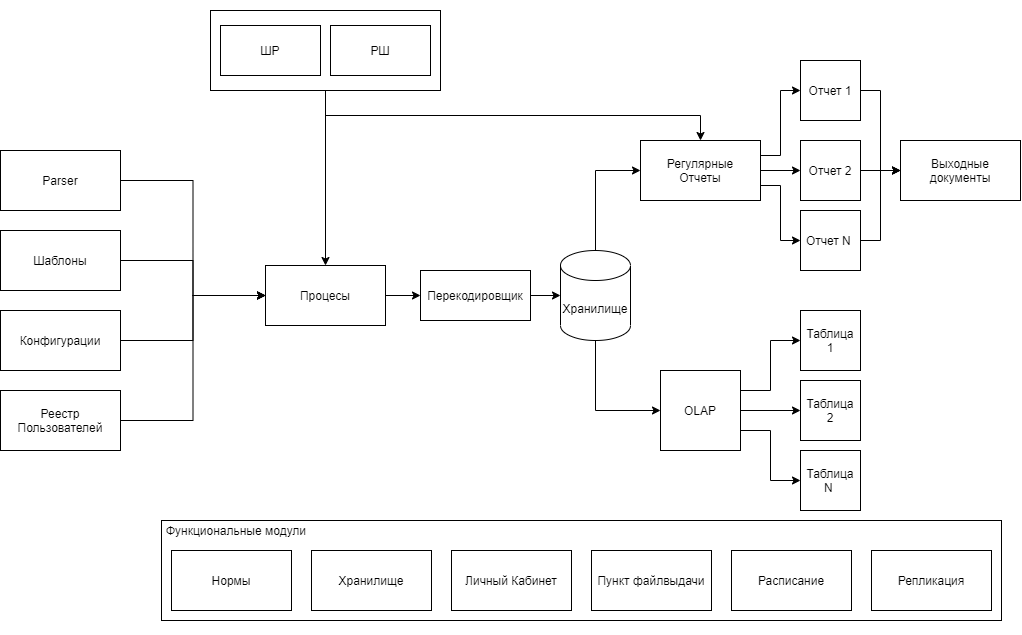 ШР
РШ
Отчет 1
Parser
Регулярные
Отчеты
Отчет 2
Выходные
документы
Шаблоны
Отчет N
Процесы
Перекодировщик
Хранилище
Конфигурации
Таблица
1
Реестр
Пользователей
OLAP
Таблица
2
Таблица
N
Функциональные модули
Нормы
Хранилище
Личный Кабинет
Пункт файлвыдачи
Расписание
Репликация